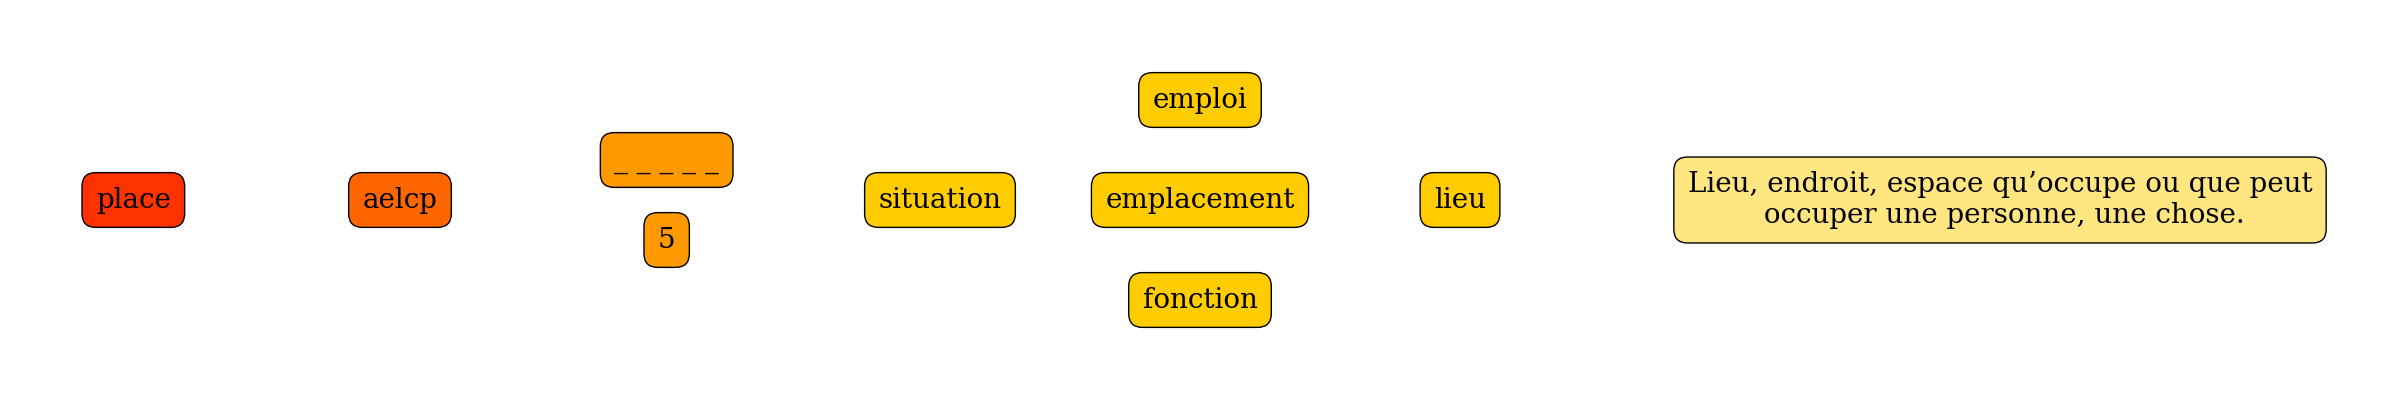 place
aelcp
_ _ _ _ _
5
situation
emploi
emplacement
fonction
lieu
Lieu, endroit, espace qu’occupe ou que peut
occuper une personne, une chose.